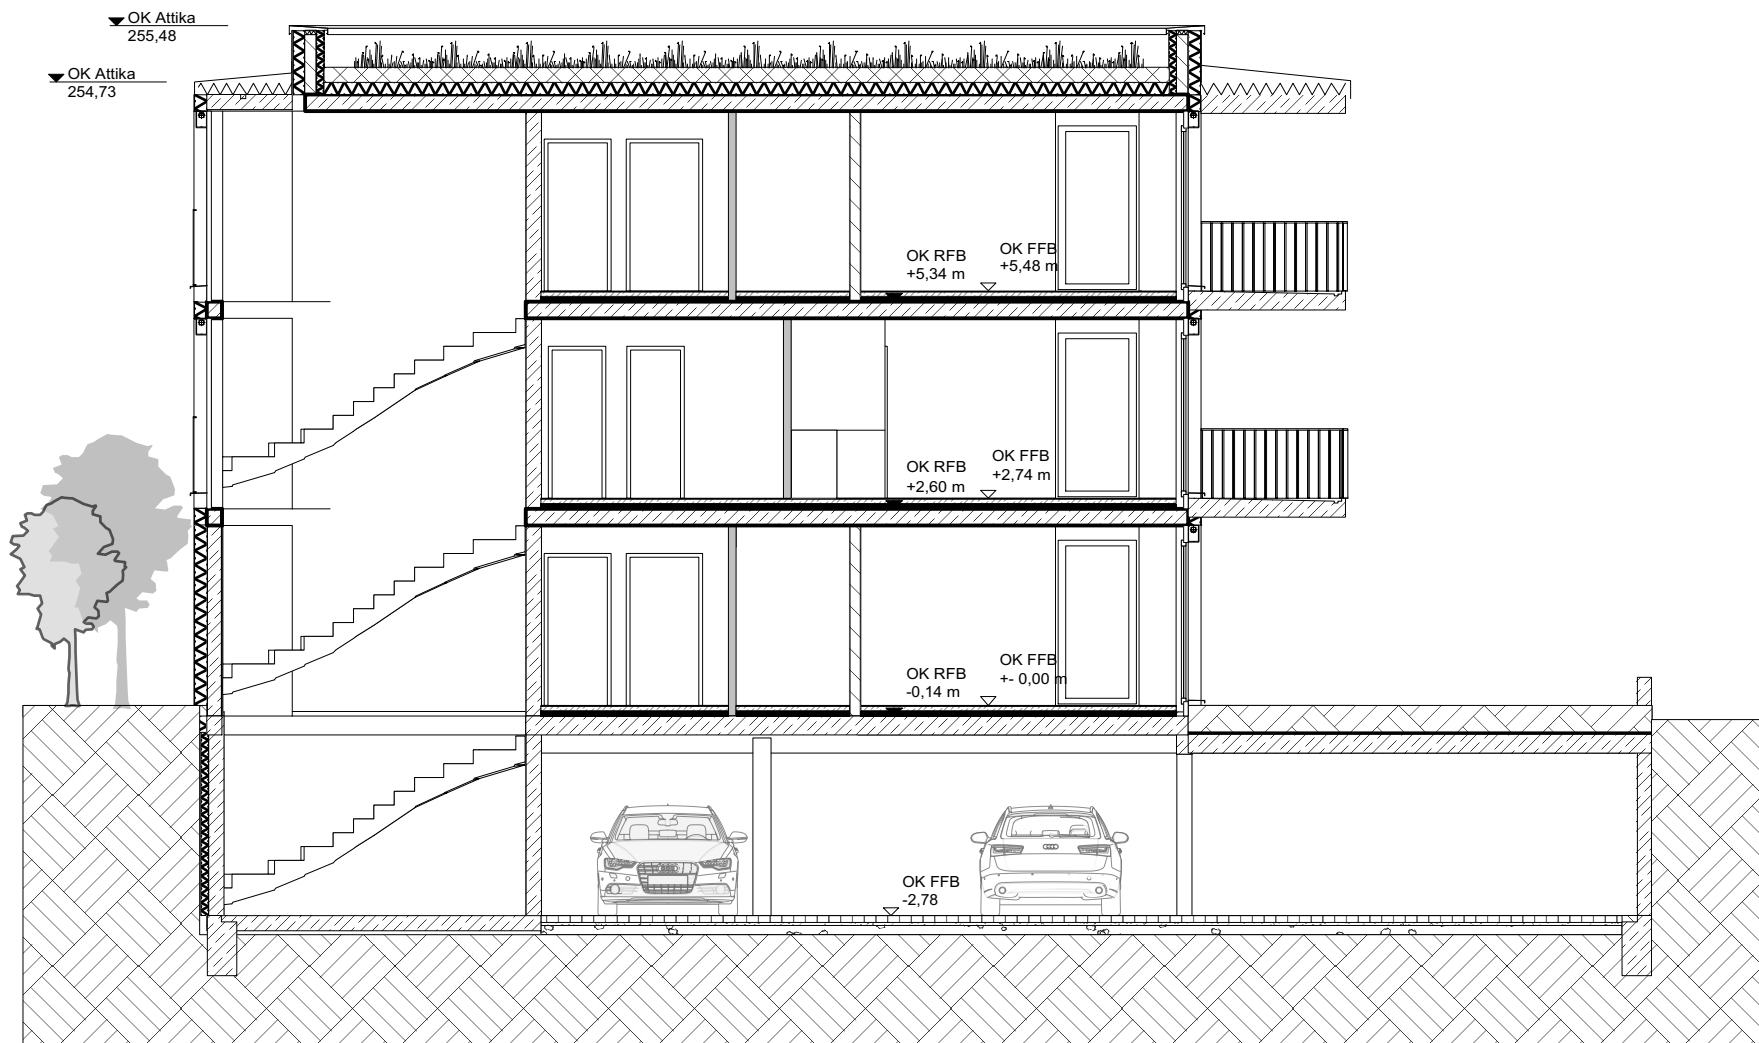 OK Attika
255,48
OK Attika
254,73
OK RFB
+5,34 m
OK FFB
+5,48 m
OK RFB
+2,60 m
OK FFB
+2,74 m
OK RFB
-0,14 m
OK FFB
+- 0,00 m
OK FFB
-2,78